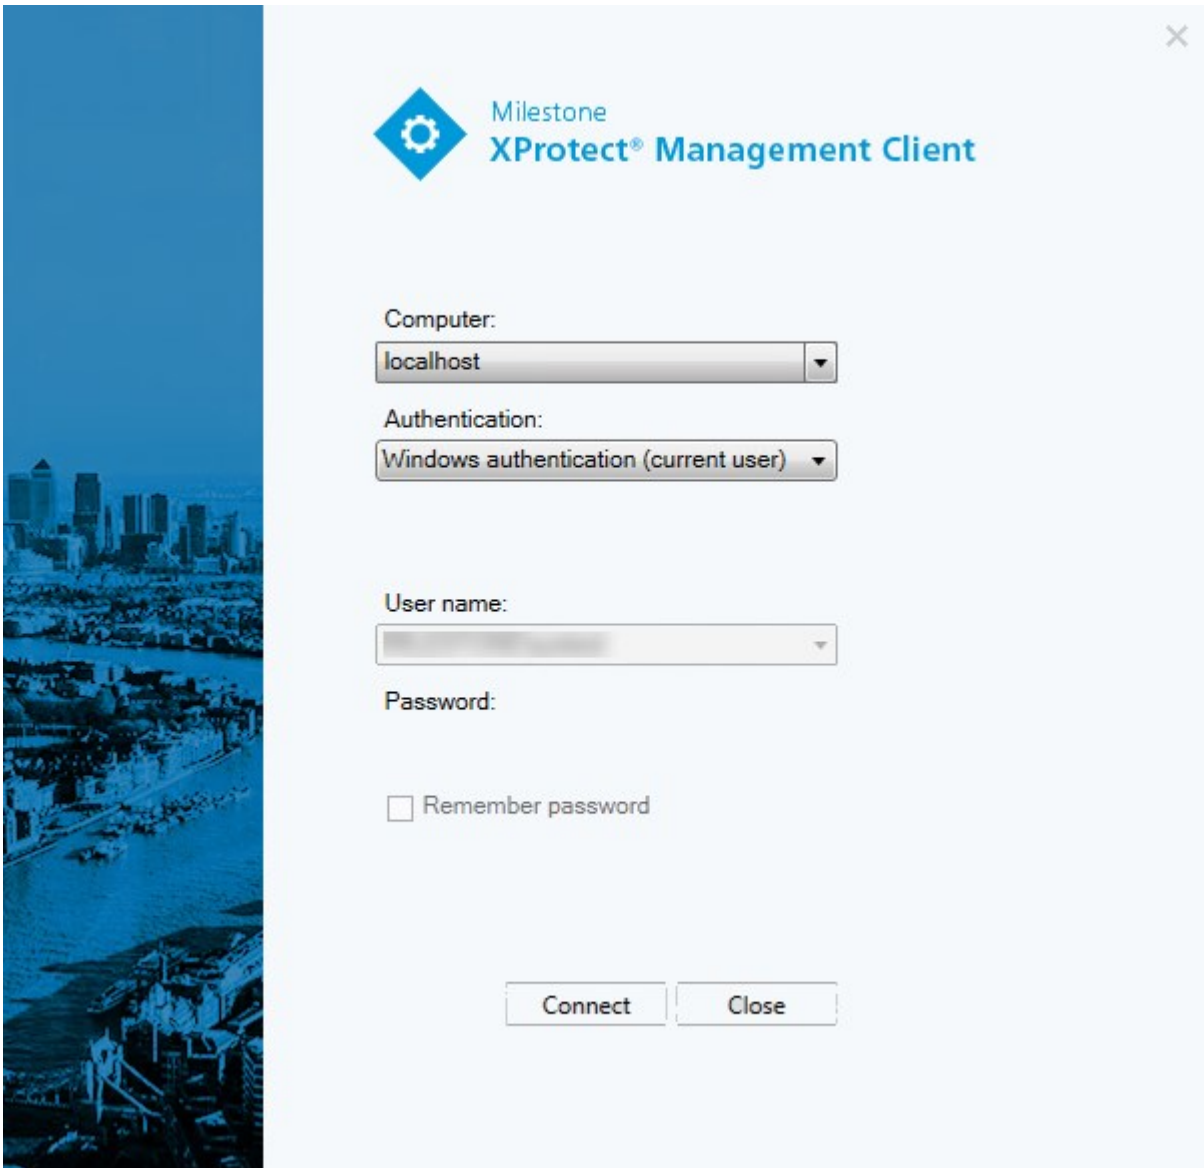 Milestone
XProtect® Management Client
Computer:
localhost
Authentication:
Windows authentication (current user)
User name:
Password:
Remember password
Connect
Close